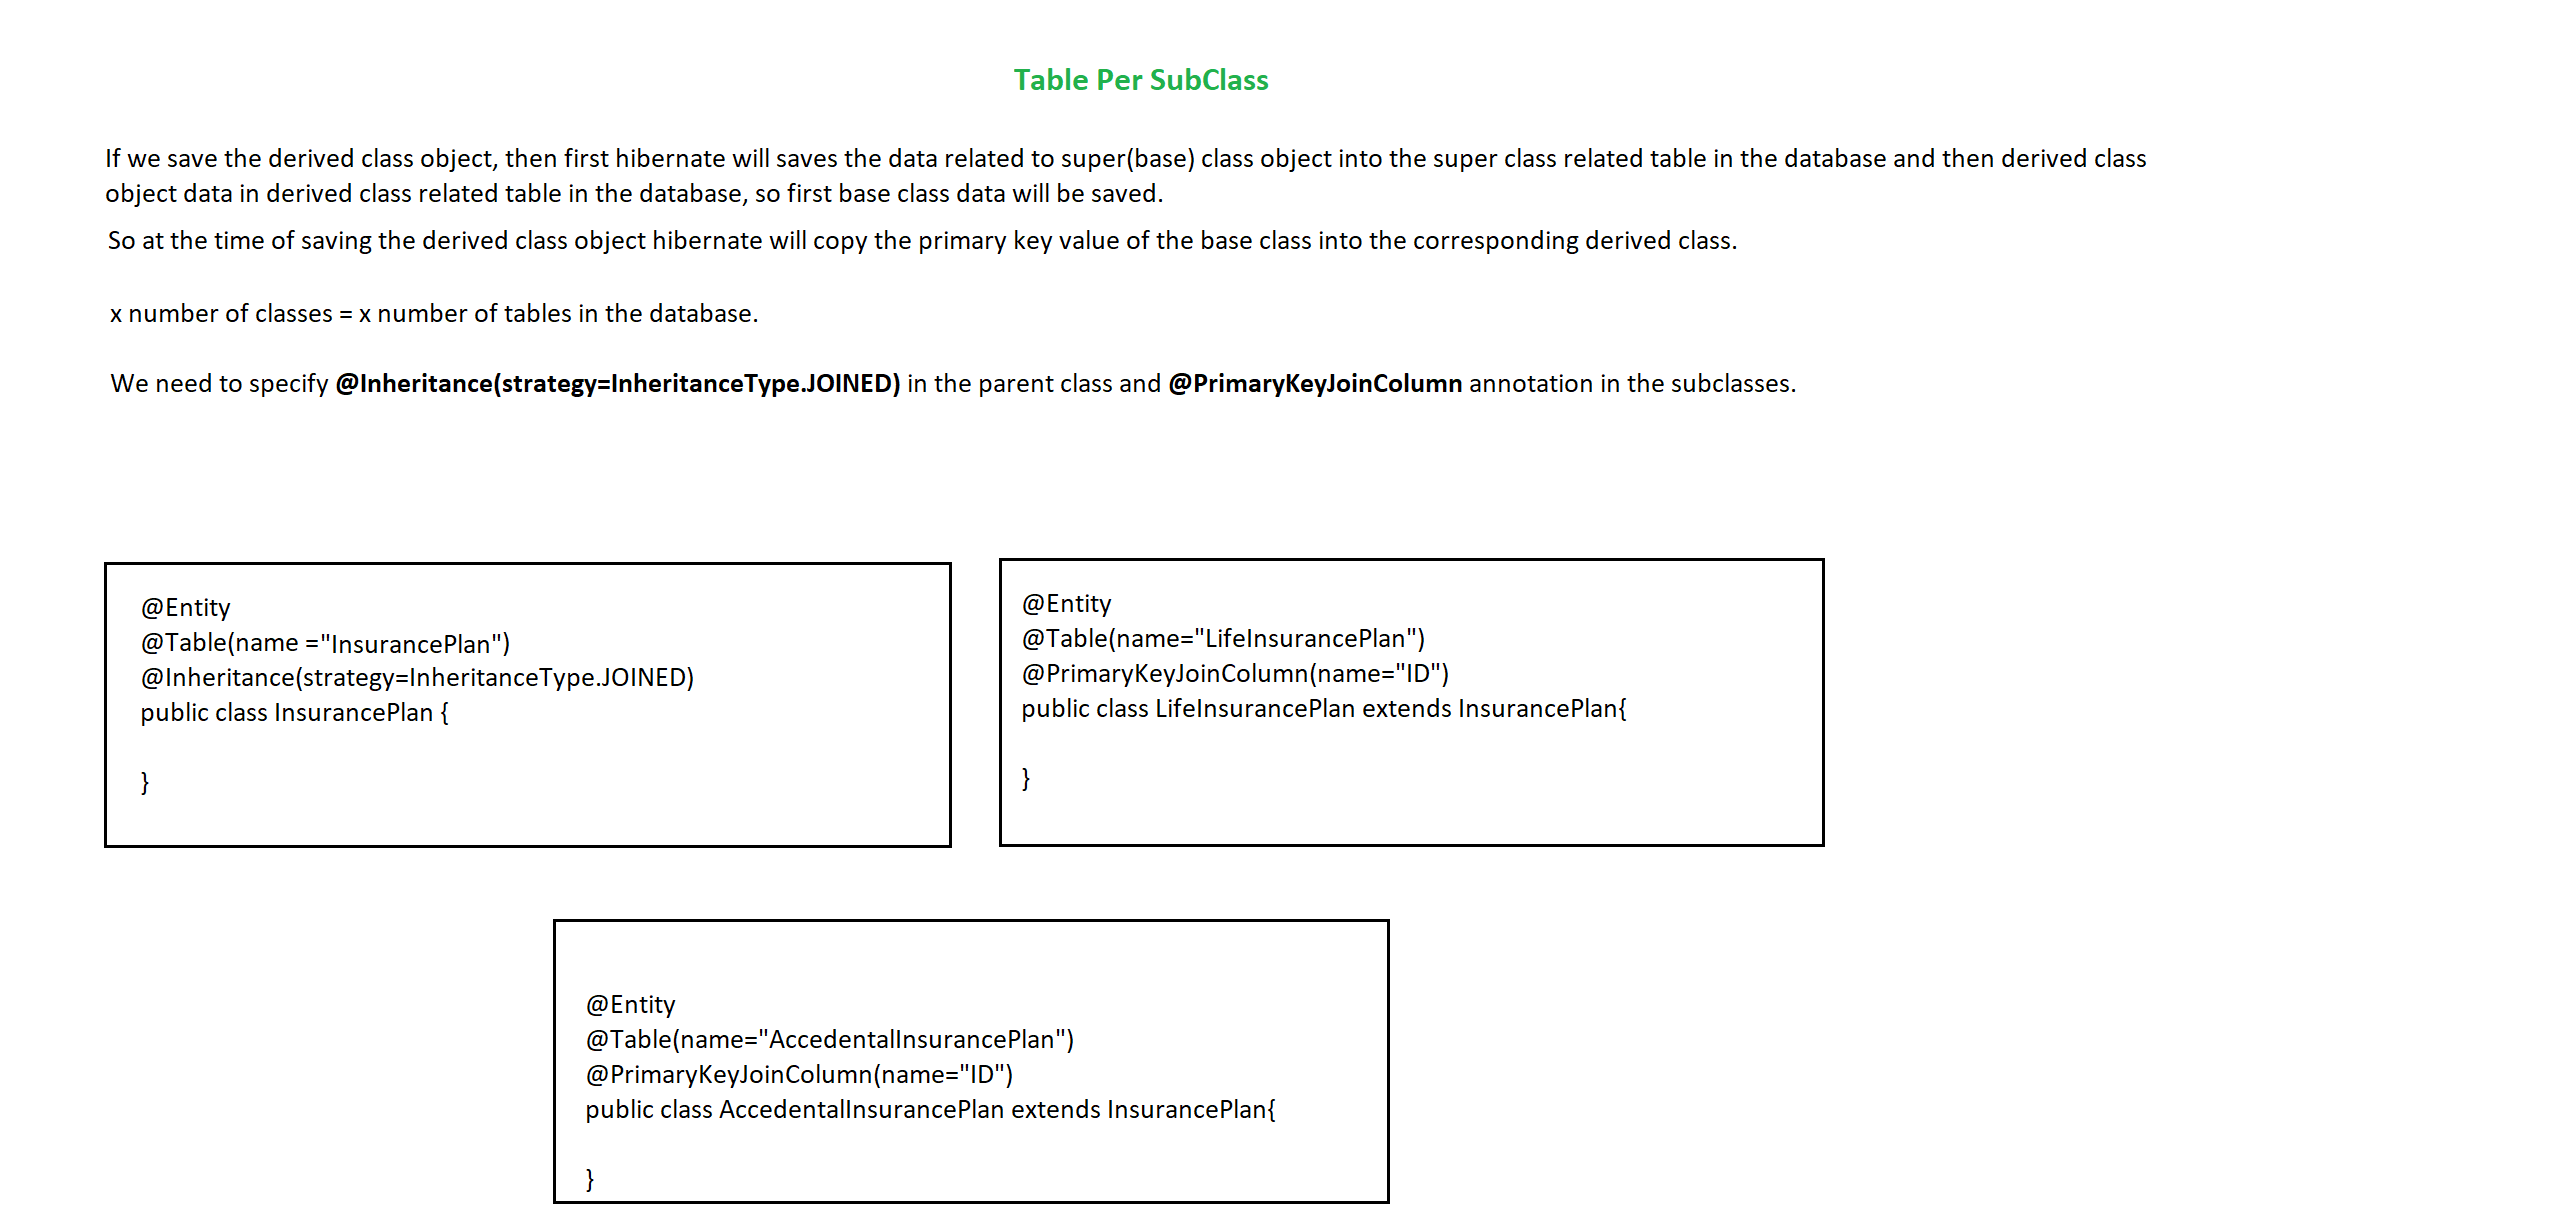 Table Per SubClass
If we save the derived class object, then first hibernate will saves the data related to super(base) class object into the super class related table in the database and then derived class
object data in derived class related table in the database, so first base class data will be saved.
So at the time of saving the derived class object hibernate will copy the primary key value of the base class into the corresponding derived class.
x number of classes = x number of tables in the database.
We need to specify @Inheritance(strategy=InheritanceType.JOINED) in the parent class and @PrimaryKeyJoinColumn annotation in the subclasses.
@Entity
@Table(name ="InsurancePlan")
@Inheritance(strategy=InheritanceType.JOINED)
public class InsurancePlan {
}
@Entity
@Table(name="LifeInsurancePlan")
@PrimaryKeyJoinColumn(name="ID")
public class LifeInsurancePlan extends InsurancePlan{
}
@Entity
@Table(name="AccedentalInsurancePlan")
@PrimaryKeyJoinColumn(name="ID")
public class AccedentalInsurancePlan extends InsurancePlan{
}